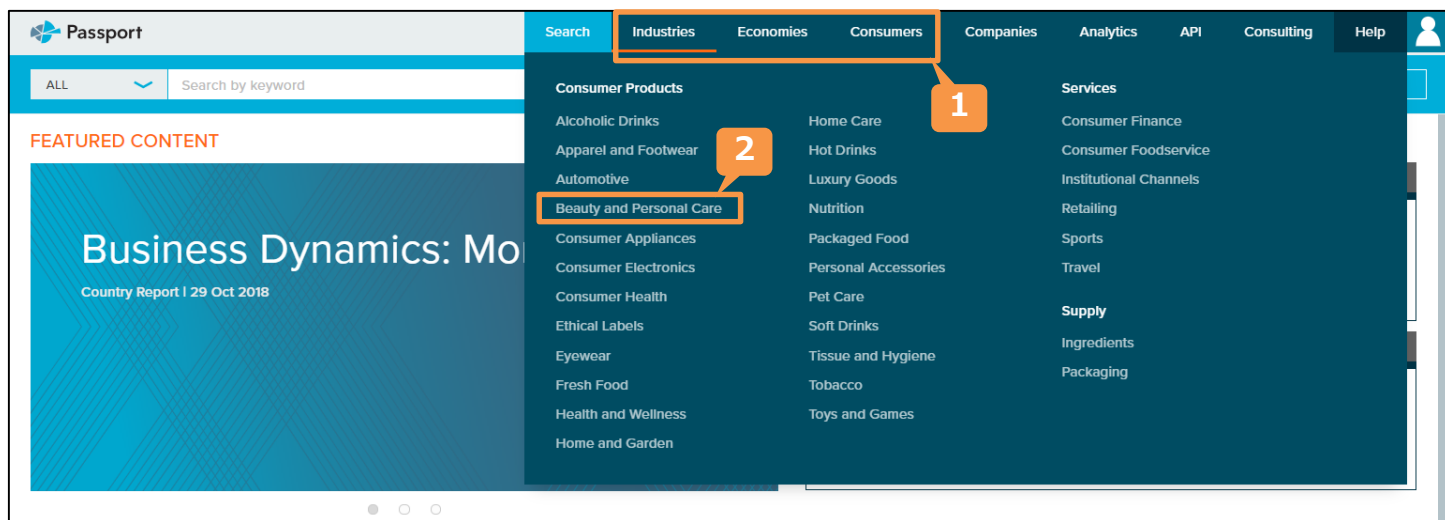 Passport
Search Industries Economies Consumers Companies Analytics API Consulting Help
ALL Search by keyword
FEATURED CONTENT
Business Dynamics: Mo
Country Report I 29 Oct 2018
1
2
Consumer Products
Alcoholic Drinks
Apparel and Footwear
Automotive
Beauty and Personal Care
Consumer Appliances
Consumer Electronics
Consumer Health
Ethical Labels
Eyewear
Fresh Food
Health and Wellness
Home and Garden
Home Care
Hot Drinks
Luxury Goods
Nutrition
Packaged Food
Personal Accessories
Pet Care
Soft Drinks
Tissue and Hygiene
Tobacco
Toys and Games
Services
Consumer Finance
Consumer Foodservice
Institutional Channels
Retailing
Sports
Travel
Supply
Ingredients
Packaging